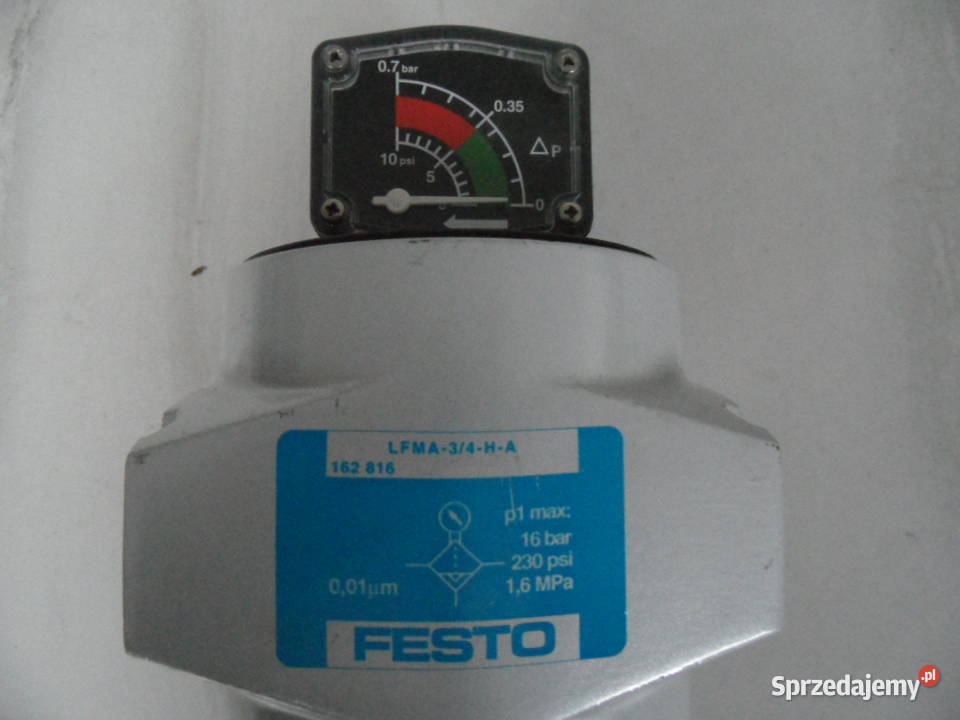 0.7 bar
0.35
ΔP
10 psi
5
0
0
LFMA-3/4-H-A
162 816
p1 max:
16 bar
230 psi
0,01µm
1,6 MPa
FESTO
Sprzedajemy.pl